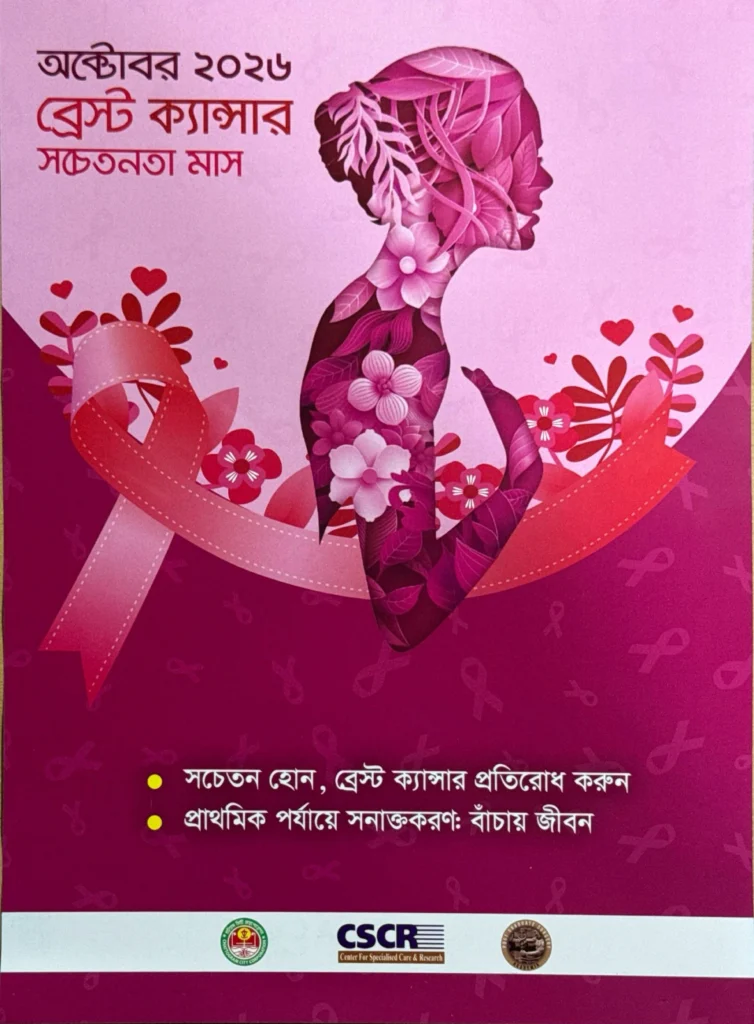 অক্টোবর ২০২৬
ব্রেস্ট ক্যান্সার
সচেতনতা মাস
সচেতন হোন, ব্রেস্ট ক্যান্সার প্রতিরোধ করুন
প্রাথমিক পর্যায়ে সনাক্তকরণ: বাঁচায় জীবন
CSCR
Center For Specialised Care & Research